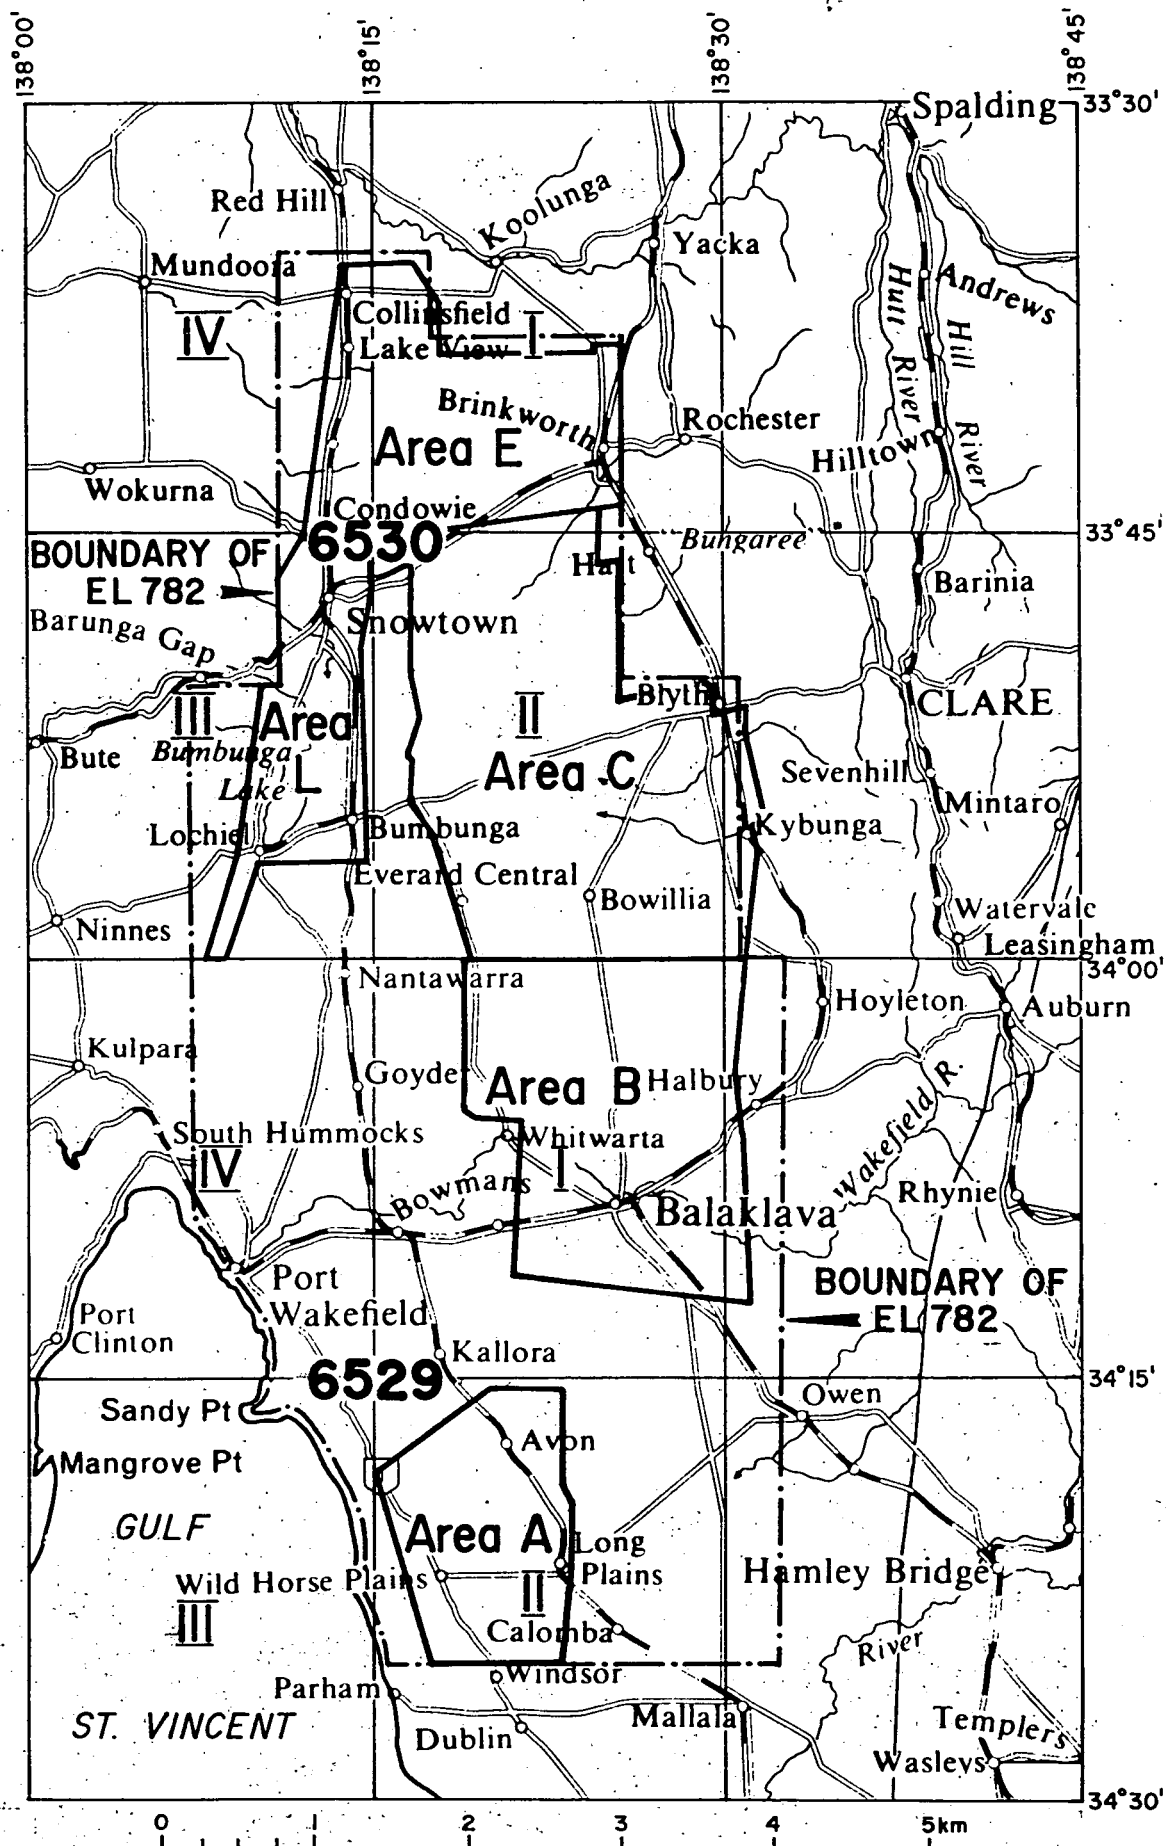 138°00'
138°15'
138°30'
138°45'
33°30'
Spalding
Red Hill
Koolunga
Yacka
Mundoora
Andrews
Hutt River
Hill River
IV
Collinsfield
I
Lake View
Brinkworth
Rochester
Area E
Hilltown
Wokurna
Condowie
6530
33°45'
BOUNDARY OF
EL 782
Hart
Bungaree
Barinia
Snowtown
Barunga Gap
Blyth
CLARE
III
Area
L
II
Bute
Bumbunga
Lake
Area C
Sevenhill
Mintaro
Lochiel
Bumbunga
Kybunga
Everard Central
Bowillia
Watervale
Ninnes
Leasingham
34°00'
Nantawarra
Hoyleton
Auburn
Kulpara
Goyde
Area B
Halbury
Wakefield R.
South Hummocks
Whitwarta
IV
I
Bowmans
Rhynie
Balaklava
Port
Wakefield
BOUNDARY OF
EL 782
Port
Clinton
Kallora
6529
34°15'
Sandy Pt
Owen
Avon
Mangrove Pt
GULF
Area A
Long
Plains
Hamley Bridge
Wild Horse Plains
III
II
Calomba
River
Windsor
Parham
ST. VINCENT
Dublin
Mallala
Templers
Wasleys
34°30'
0 1 2 3 4 5km